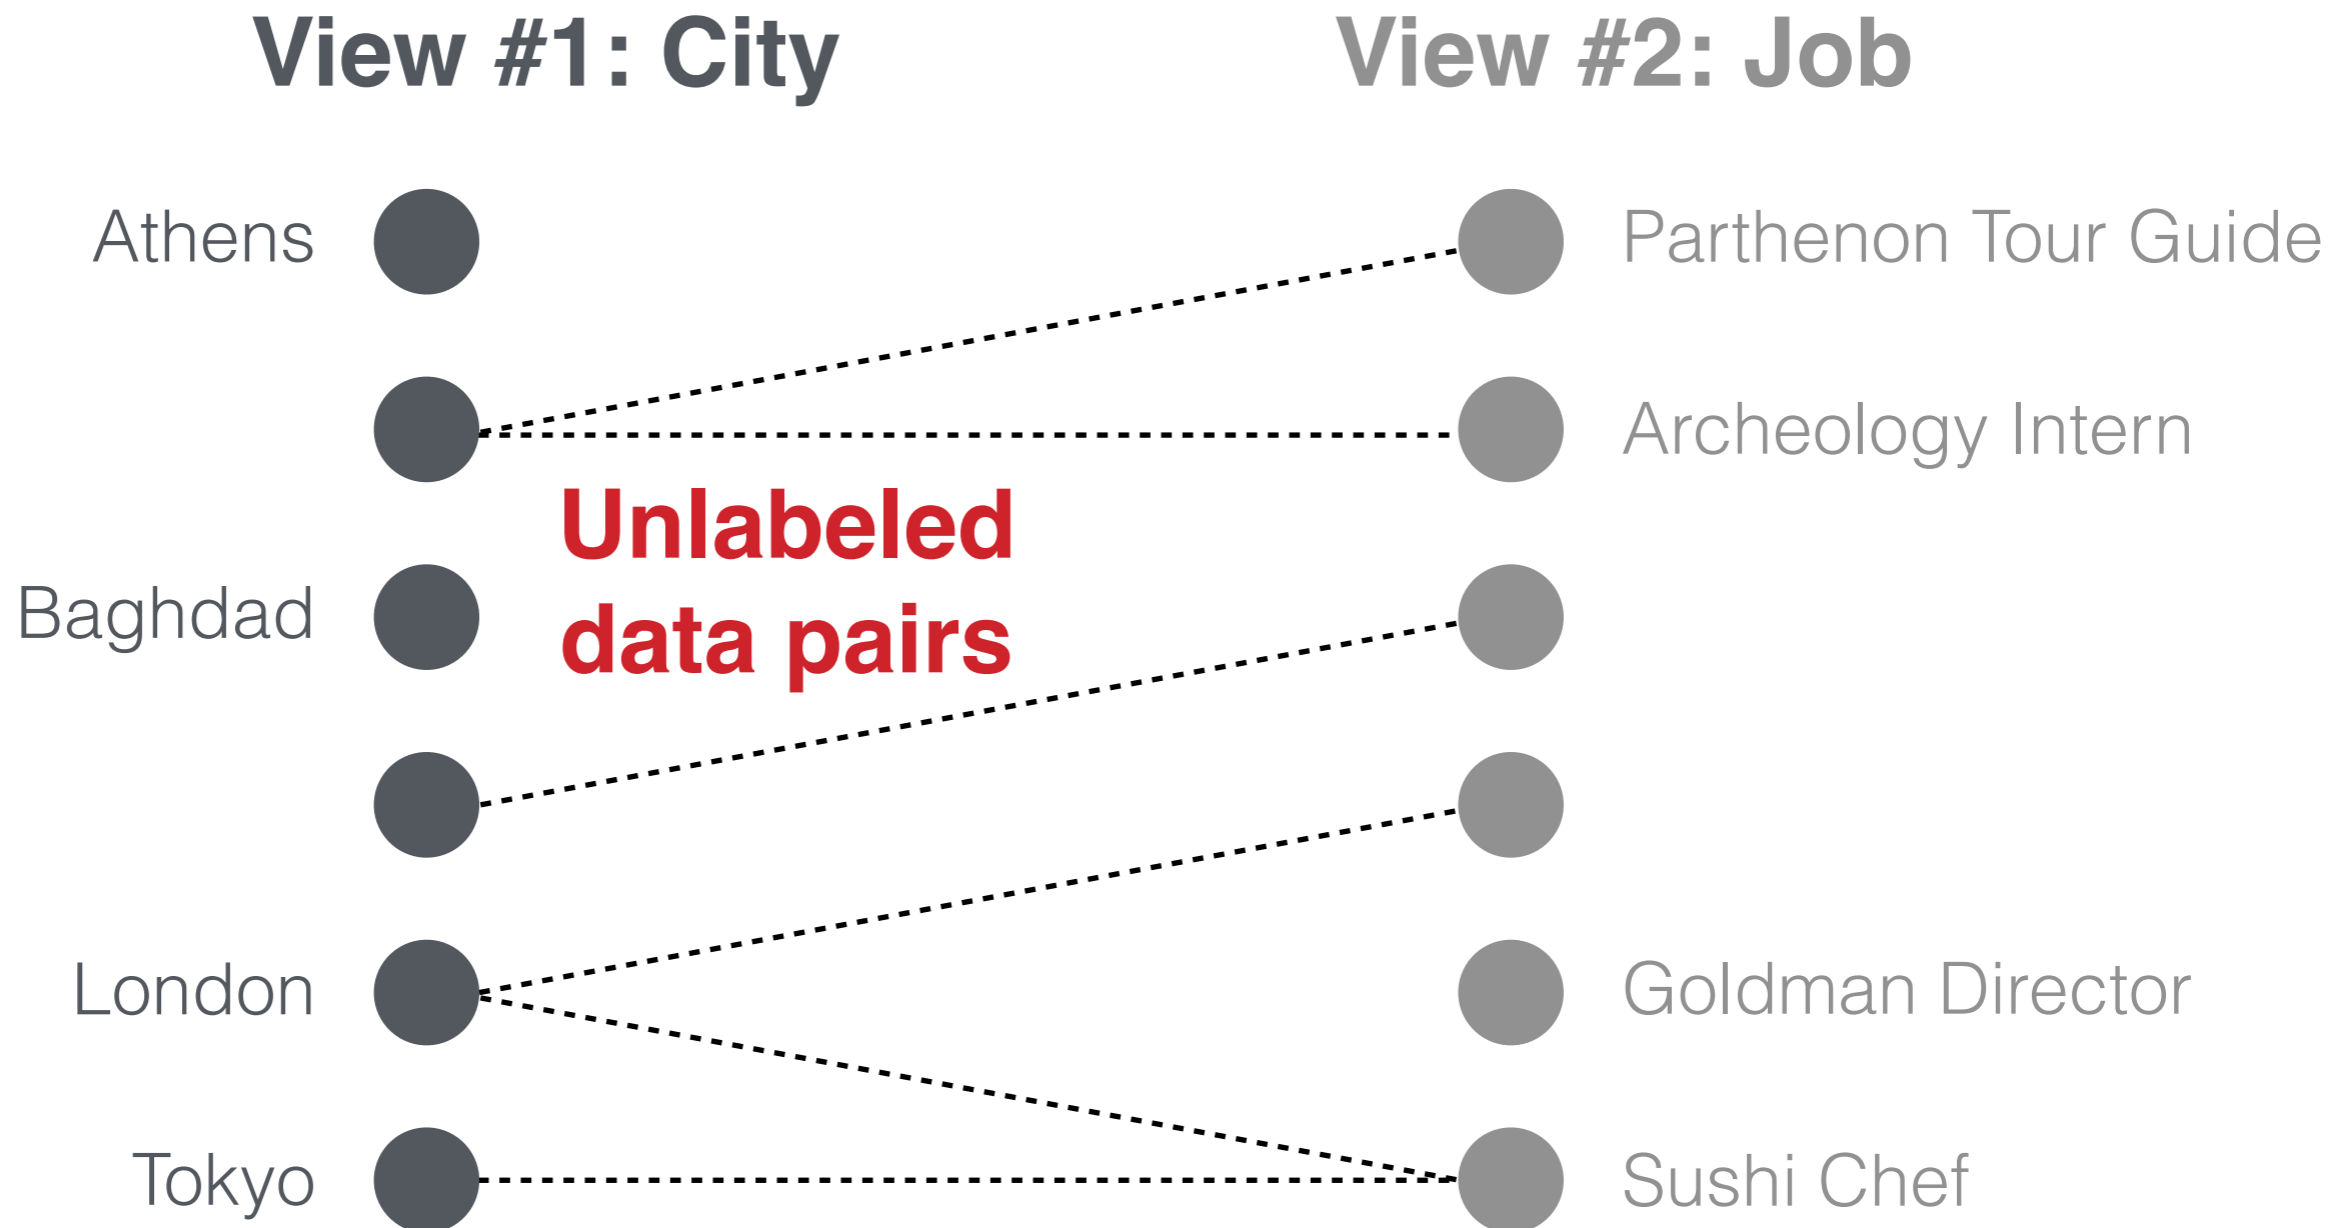 View #1: City
View #2: Job
Athens
Parthenon Tour Guide
Archeology Intern
Unlabeled
data pairs
Baghdad
London
Goldman Director
Tokyo
Sushi Chef